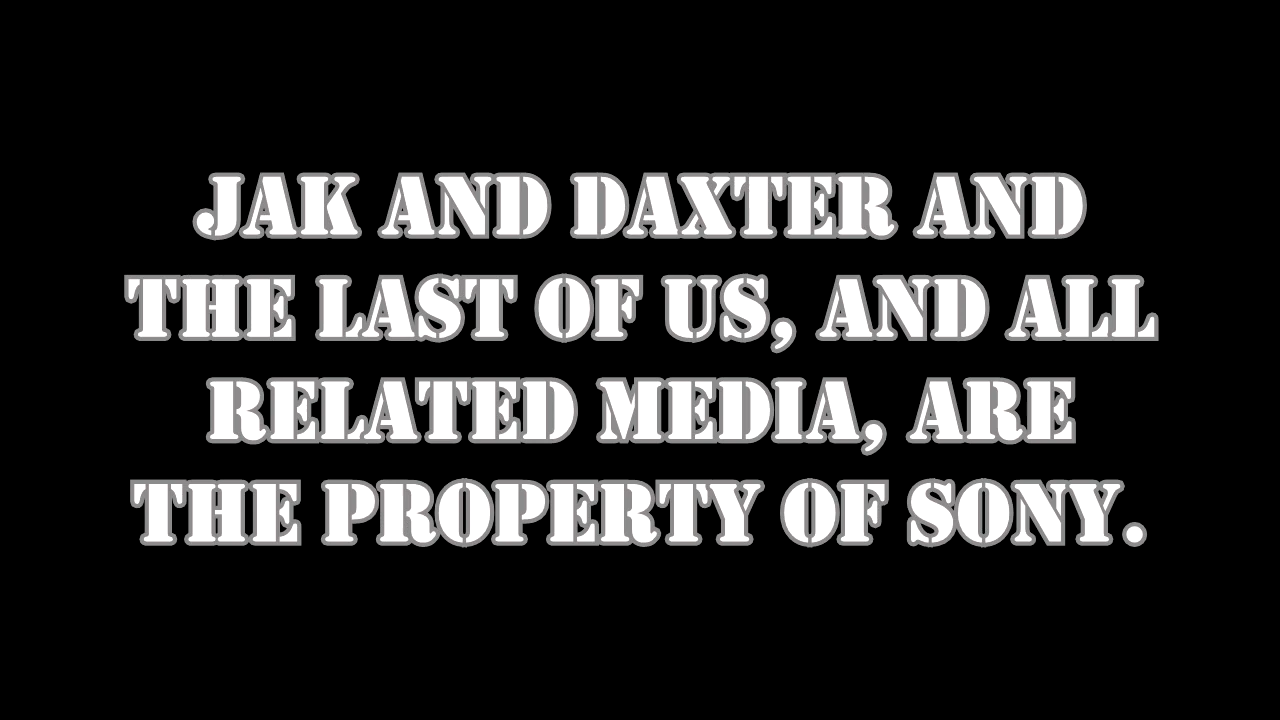 JAK AND DAXTER AND
THE LAST OF US, AND ALL
RELATED MEDIA, ARE
THE PROPERTY OF SONY.